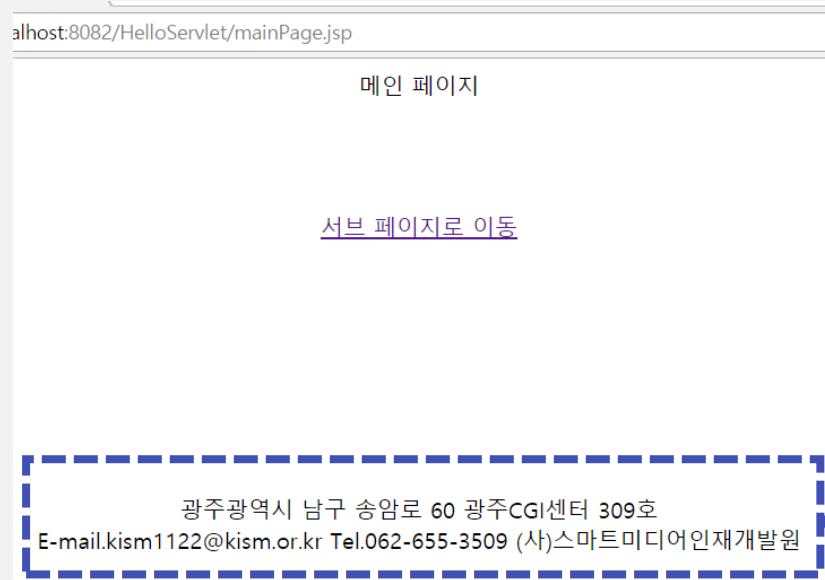 alhost:8082/HelloServlet/mainPage.jsp
메인 페이지
서브 페이지로 이동
광주광역시 남구 송암로 60 광주CGI센터 309호
E-mail.kism1122@kism.or.kr Tel.062-655-3509 (사)스마트미디어인재개발원